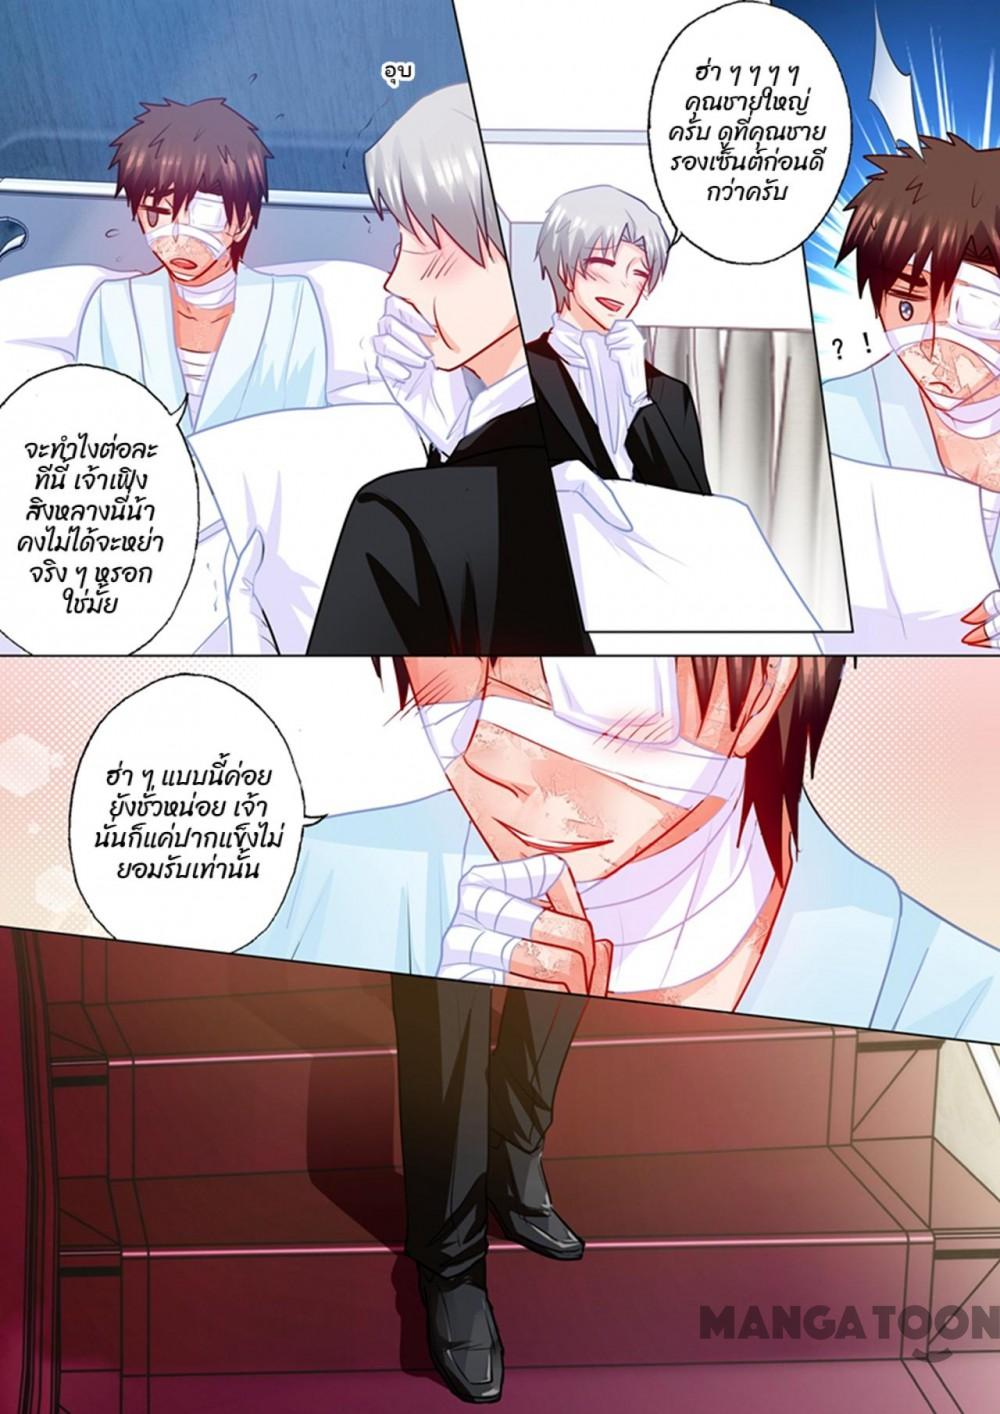 อุบ
จะทำไงต่อละ
ทีนี้ เจ้าเฟิง
สิงหลางนี่น้า
คงไม่ได้จะหย่า
จริง ๆ หรอก
ใช่มั้ย
ฮ่า ๆ ๆ ๆ ๆ
คุณชายใหญ่
ครับ ดูที่คุณชาย
รองเซ็นต์ก่อนดี
กว่าครับ
? !
ฮ่า ๆ แบบนี้ค่อย
ยังชั่วหน่อย เจ้า
นั่นก็แค่ปากแข็งไม่
ยอมรับเท่านั้น
MANGATOON